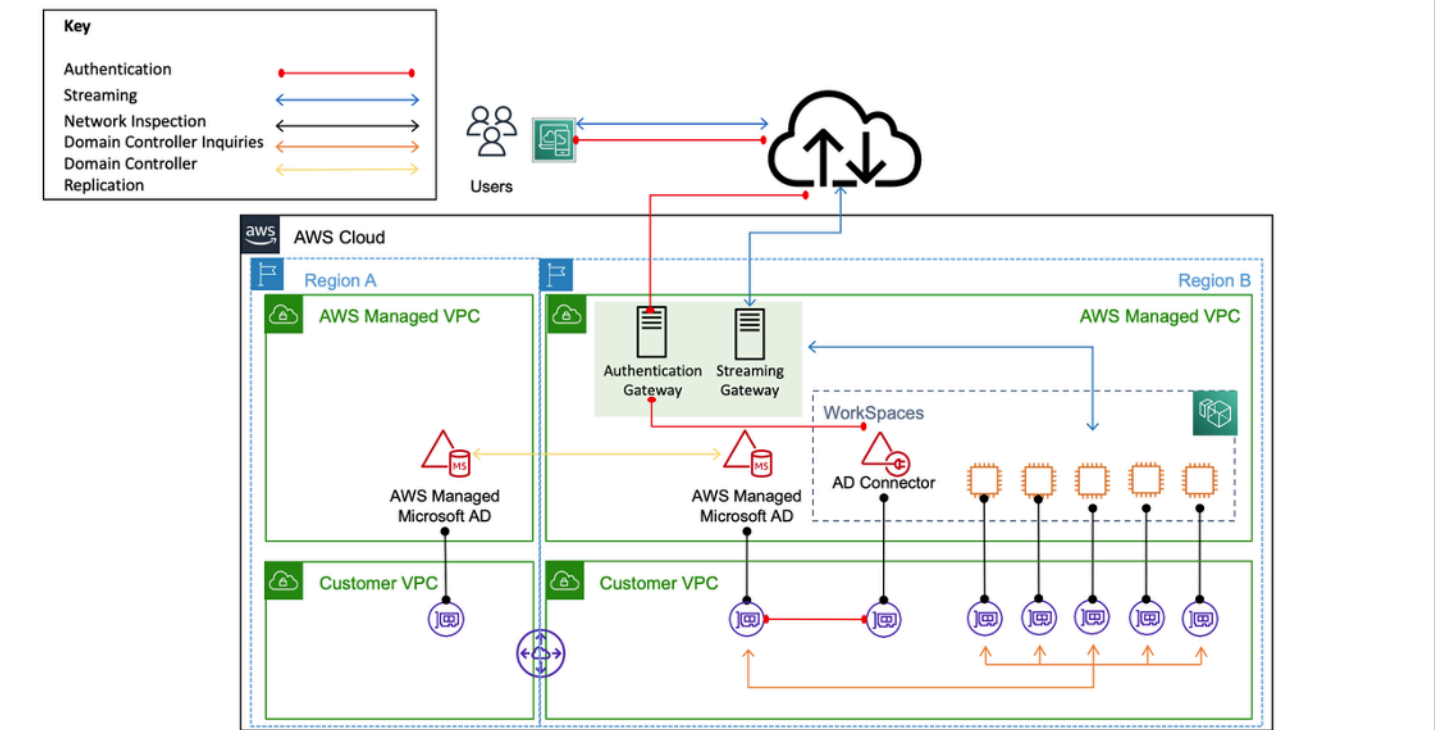 Key
Authentication
Streaming
Network Inspection
Domain Controller Inquiries
Domain Controller
Replication
Users
aws
AWS Cloud
Region A
Region B
AWS Managed VPC
AWS Managed VPC
Authentication
Gateway
Streaming
Gateway
WorkSpaces
MS
AWS Managed
Microsoft AD
MS
AWS Managed
Microsoft AD
AD Connector
Customer VPC
Customer VPC